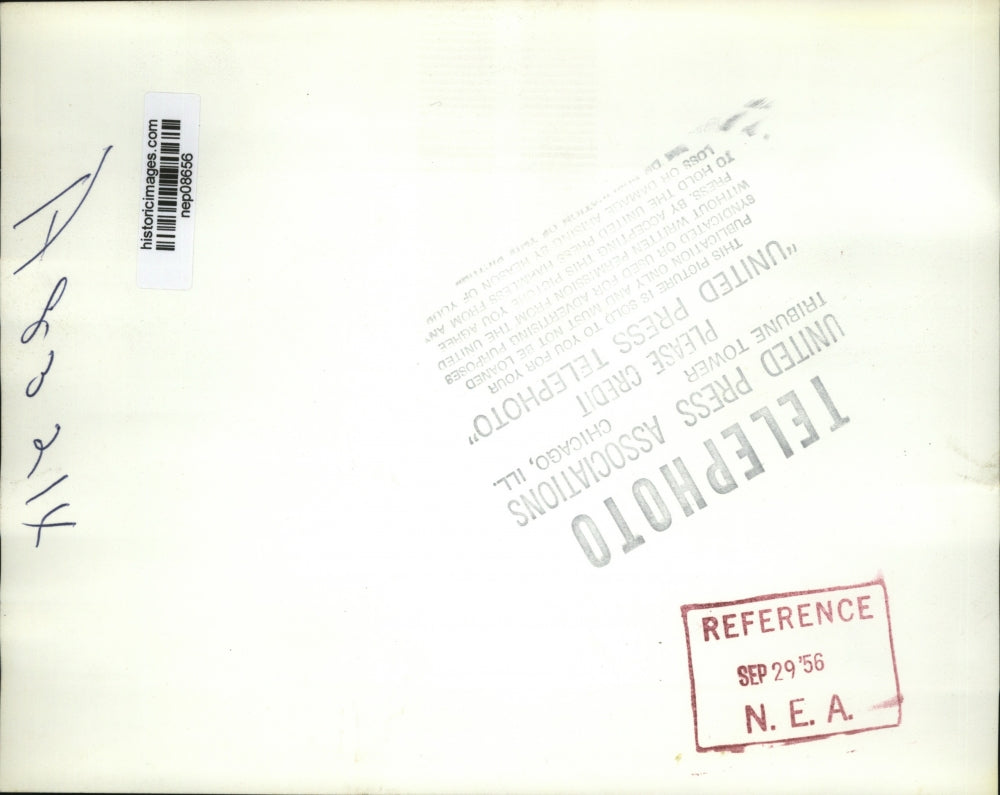 historicimages.com
nep08656
TELEPHOTO
UNITED PRESS ASSOCIATIONS
TRIBUNE TOWER CHICAGO, ILL.
PLEASE CREDIT
"UNITED PRESS TELEPHOTO"
THIS PICTURE IS SOLD TO YOU FOR YOUR
PUBLICATION ONLY AND MUST NOT BE LOANED
SYNDICATED OR USED FOR ADVERTISING PURPOSES
WITHOUT WRITTEN PERMISSION FROM THE UNITED
PRESS. BY ACCEPTING THIS PICTURE YOU AGREE
TO HOLD THE UNITED PRESS HARMLESS FROM ANY
LOSS OR DAMAGE ARISING BY REASON OF YOUR
REFERENCE
SEP 29 '56
N. E. A.